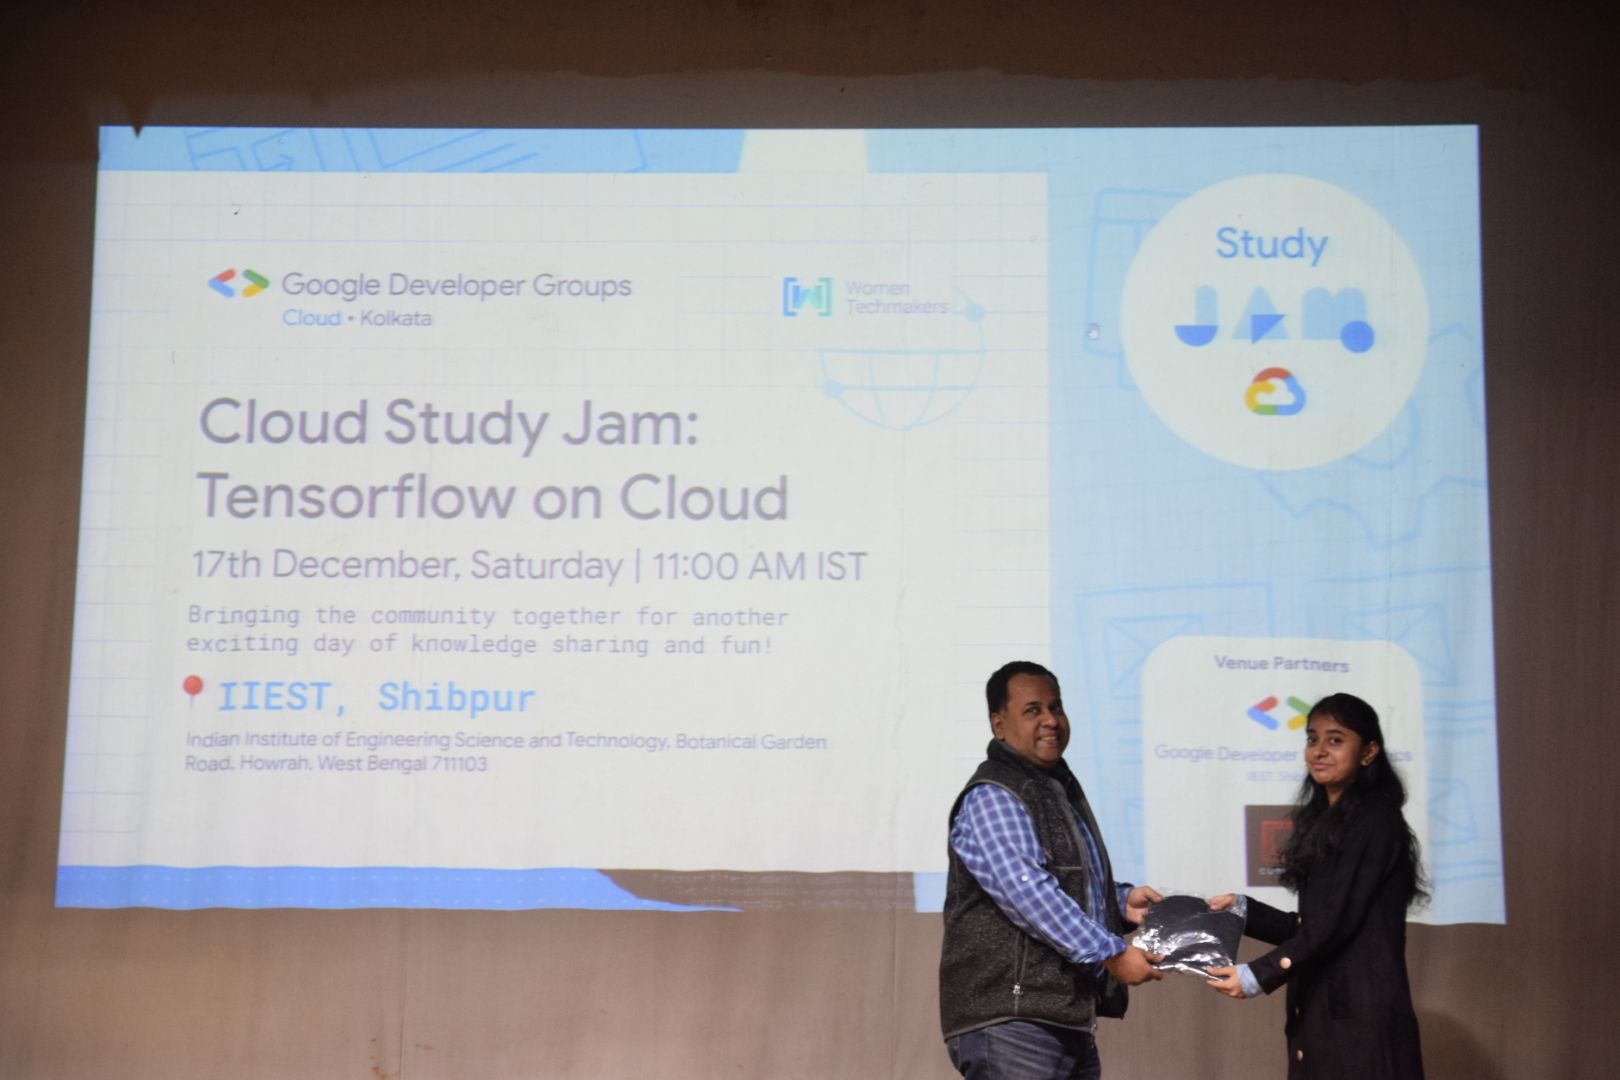 Google Developer Groups
Cloud • Kolkata
Women
Techmakers
Study
JAM
Cloud Study Jam:
Tensorflow on Cloud
17th December, Saturday | 11:00 AM IST
Bringing the community together for another
exciting day of knowledge sharing and fun!
IIEST, Shibpur
Indian Institute of Engineering Science and Technology, Botanical Garden
Road, Howrah, West Bengal 711103
Venue Partners
Google Developer